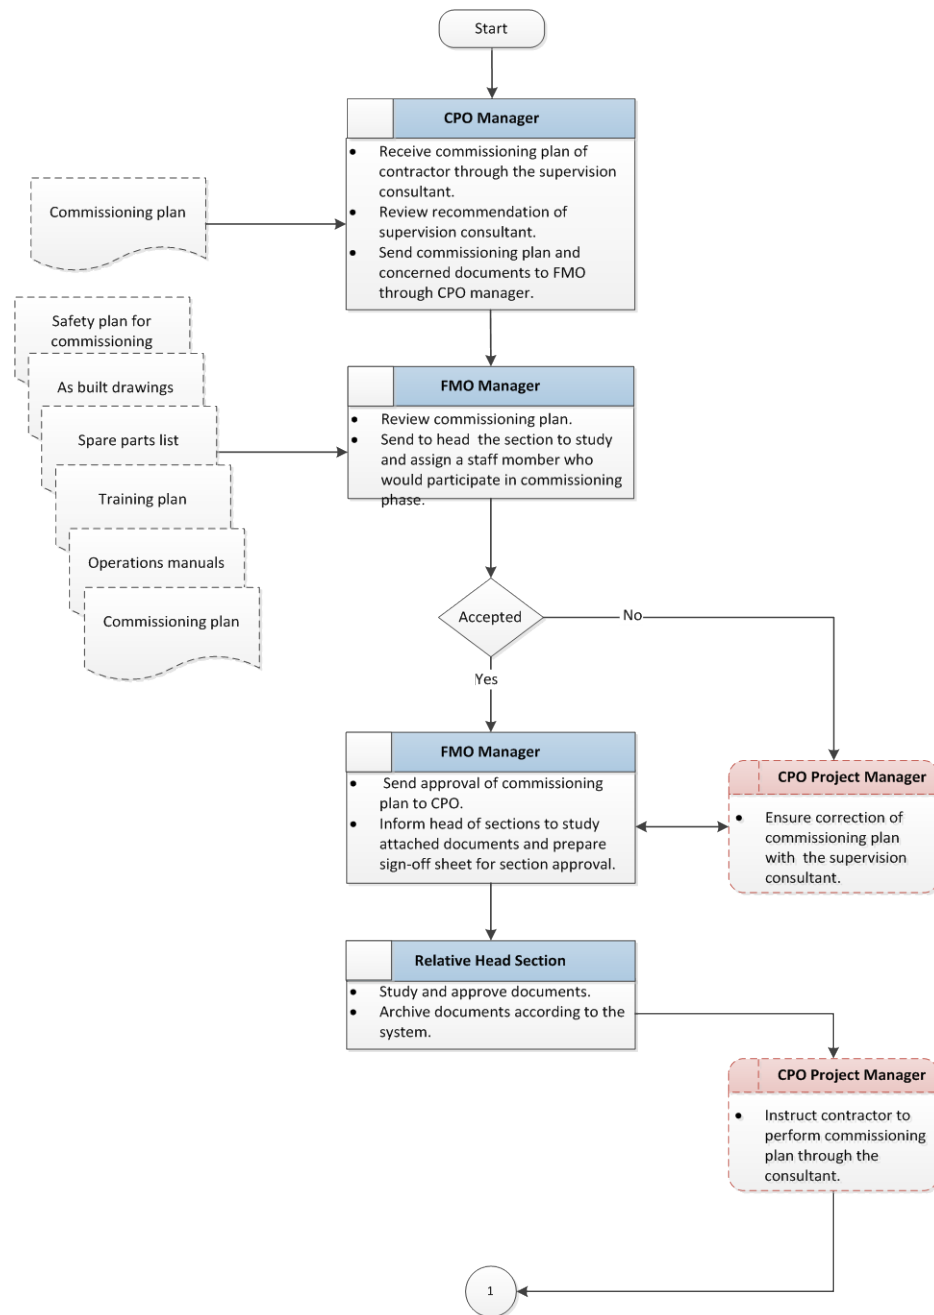 Start
CPO Manager
• Receive commissioning plan of
contractor through the supervision
consultant.
• Review recommendation of
supervision consultant.
• Send commissioning plan and
concerned documents to FMO
through CPO manager.
Commissioning plan
Safety plan for
commissioning
As built drawings
Spare parts list
Training plan
Operations manuals
Commissioning plan
FMO Manager
• Review commissioning plan.
• Send to head the section to study
and assign a staff momber who
would participate in commissioning
phase.
Accepted
No
Yes
FMO Manager
• Send approval of commissioning
plan to CPO.
• Inform head of sections to study
attached documents and prepare
sign-off sheet for section approval.
CPO Project Manager
• Ensure correction of
commissioning plan
with the supervision
consultant.
Relative Head Section
• Study and approve documents.
• Archive documents according to the
system.
CPO Project Manager
• Instruct contractor to
perform commissioning
plan through the
consultant.
1